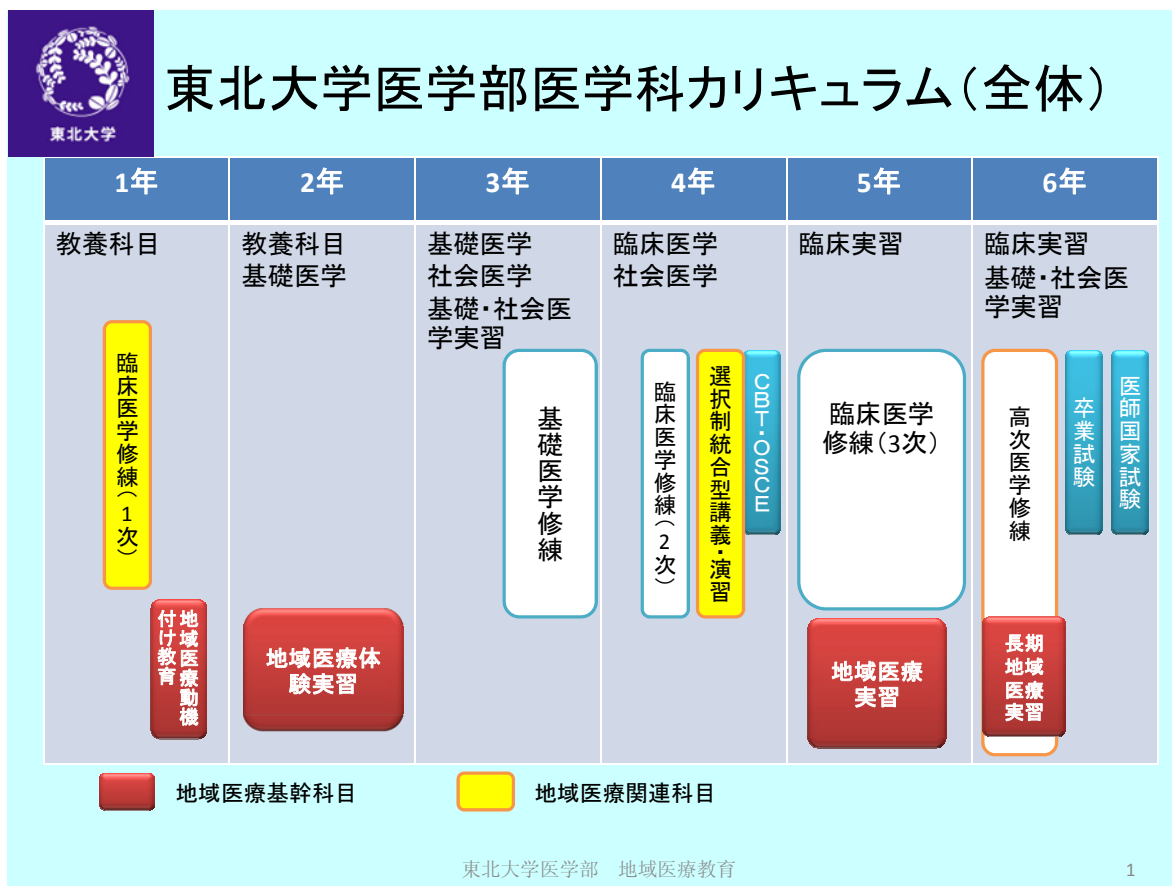 東北大学
東北大学医学部医学科カリキュラム(全体)
1年
2年
3年
4年
5年
6年
教養科目
教養科目
基礎医学
基礎医学
社会医学
基礎・社会医
学実習
臨床医学
社会医学
臨床実習
臨床実習
基礎・社会医
学実習
臨床医学修練(1次)
地域医療動機
付け教育
地域医療体
験実習
基礎医学修練
臨床医学修練(2次)
選択制統合型講義・演習
CBT・OSCE
臨床医学
修練(3次)
地域医療
実習
高次医学修練
長期
地域
医療
実習
卒業試験
医師国家試験
地域医療基幹科目
地域医療関連科目
東北大学医学部 地域医療教育
1